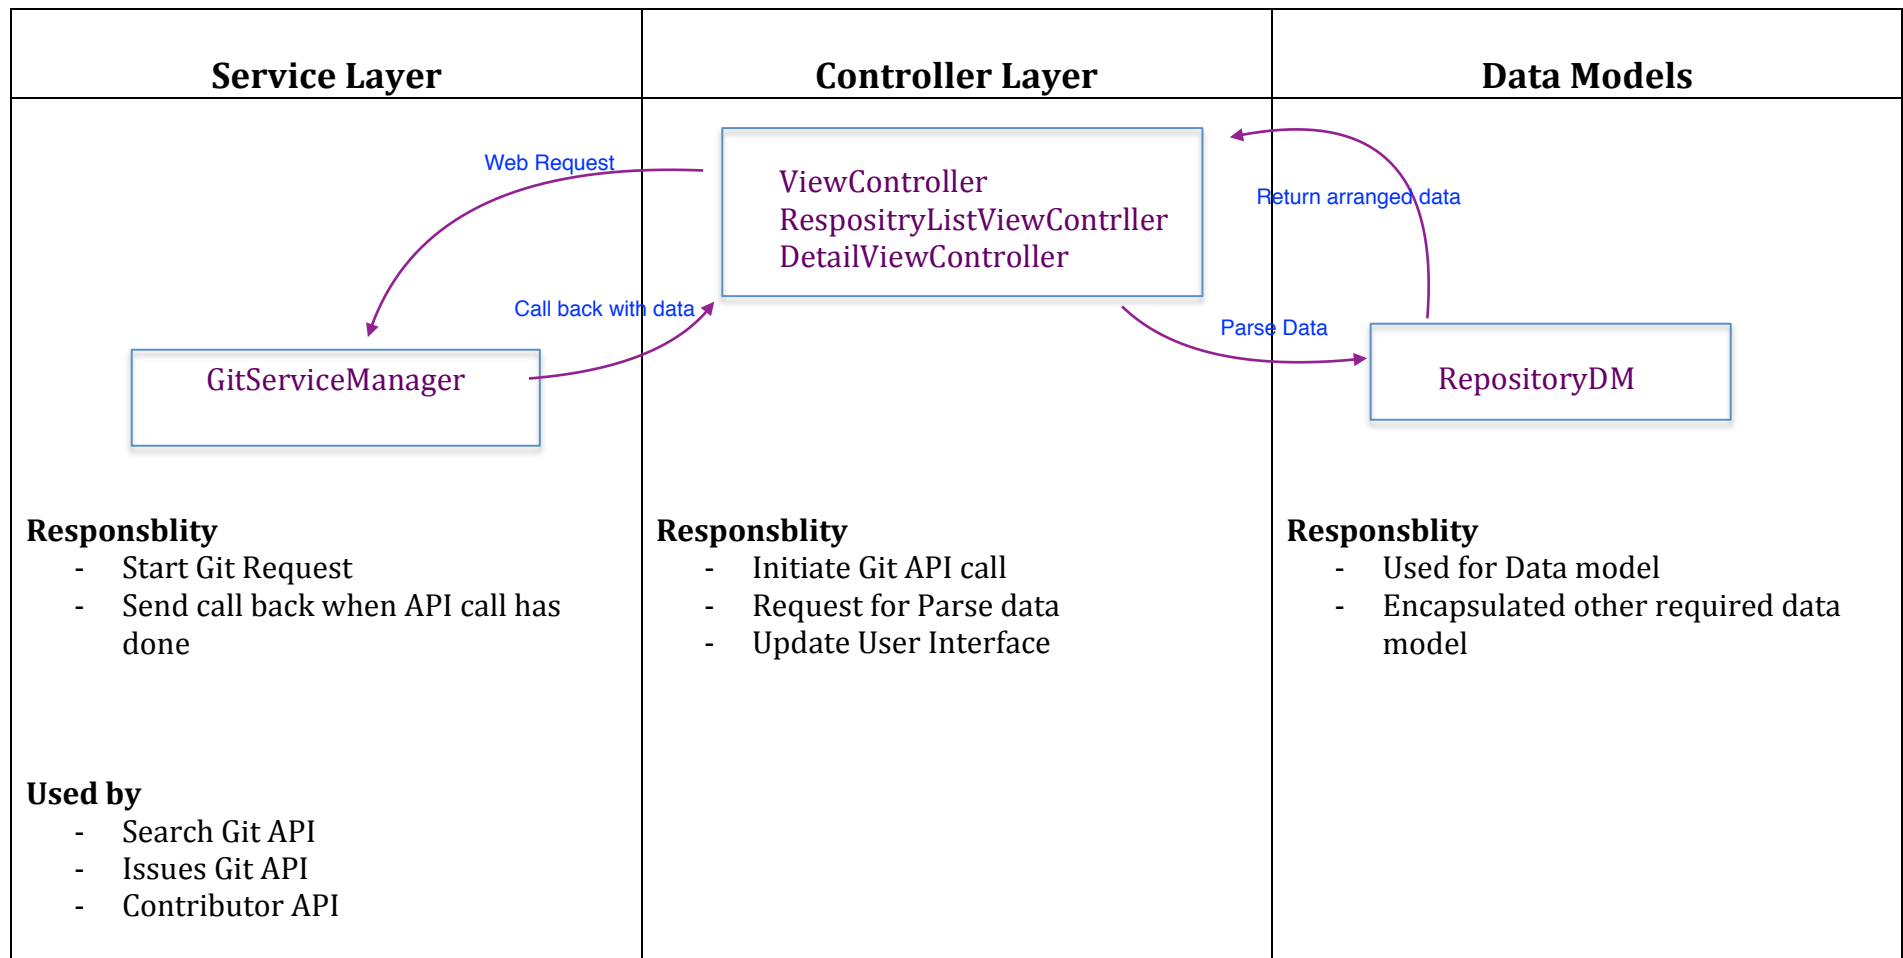 Service Layer
Controller Layer
Data Models
Web Request
Call back with data
GitServiceManager
ViewController
RespositryListViewContrller
DetailViewController
Return arranged data
Parse Data
RepositoryDM
Responsblity
- Start Git Request
- Send call back when API call has
done
Used by
- Search Git API
- Issues Git API
- Contributor API
Responsblity
- Initiate Git API call
- Request for Parse data
- Update User Interface
Responsblity
- Used for Data model
- Encapsulated other required data
model